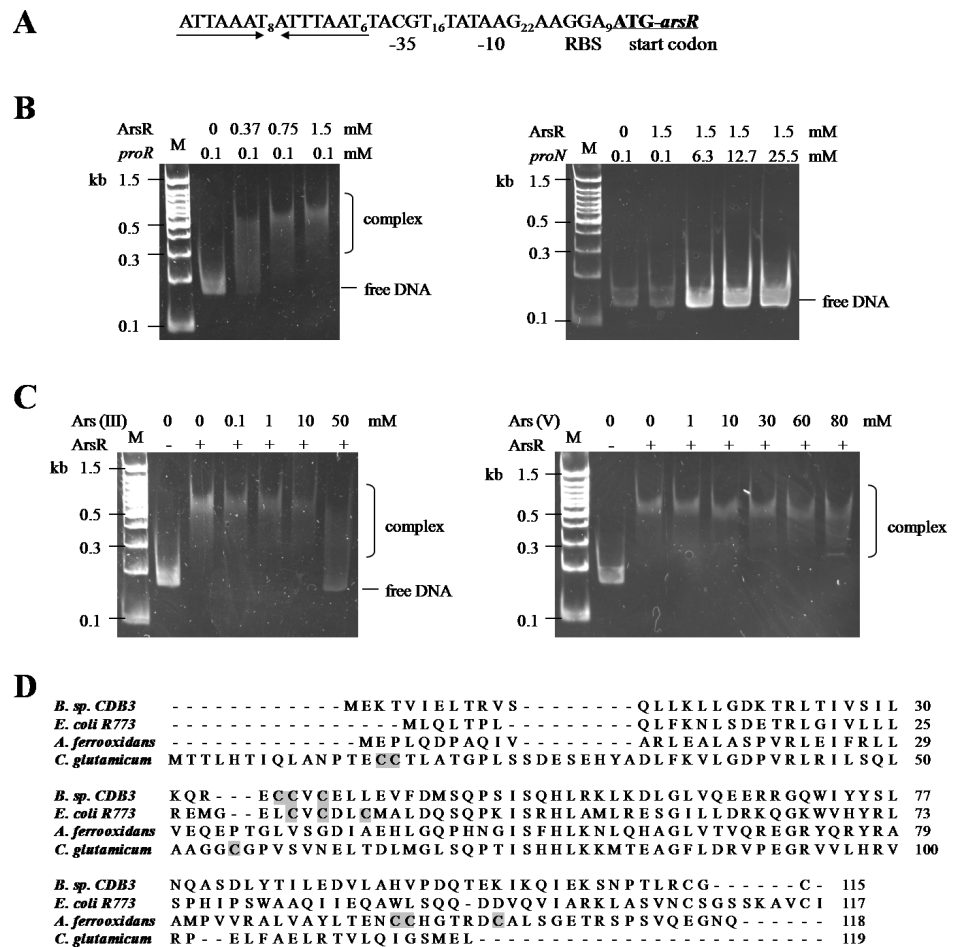 A
ATTAAAT8ATTTAAT6TACGT16TATAAG22AAGGA9ATG-arsR
-35 -10 RBS start codon
B
ArsR 0 0.37 0.75 1.5 mM
proR M 0.1 0.1 0.1 0.1 mM
kb 1.5
0.5
0.3
0.1
complex
free DNA
ArsR 0 1.5 1.5 1.5 1.5 mM
proN M 0.1 0.1 6.3 12.7 25.5 mM
kb 1.5
0.5
0.3
0.1
free DNA
C
Ars (III) 0 0 0.1 1 10 50 mM
ArsR M - + + + + +
kb 1.5
0.5
0.3
0.1
complex
free DNA
Ars (V) 0 0 1 10 30 60 80 mM
ArsR M - + + + + + +
kb 1.5
0.5
0.3
0.1
complex
D
B. sp. CDB3 - - - - - - - - - - - - MEKTVIELTRVS - - - - - - - - QLLKLLGDKTRLTIVSIL 30
E. coli R773 - - - - - - - - - - - - - - - - MLQLTPL - - - - - - - - - QLFKNLSDETRLGIVLLL 25
A. ferrooxidans - - - - - - - - - - - - - MEPLQDPAQIV - - - - - - - - ARLEALASPVRLEIFRLL 29
C. glutamicum MTTLHTIQLANPTECCTLATGPLSSDESEHYADLFKVLGDPVRLRILSQL 50
B. sp. CDB3 KQR - - - ECCVCELLEVFDMSQPSISQHLRKLKDLGLVQEERRGQWIYYSL 77
E. coli R773 REMG - - ELCVCDLCMALDQSQPKISRHLAMLRESGILLDRKQGKWVHYRL 73
A. ferrooxidans VEQEPTGLVSGDIAEHLGQPHNGISFHLKNLQHAGLVTVQREGRYQRYRA 79
C. glutamicum AAGGCGPVSVNELTDLMGLSQPTISHHLKKMTEAGFLDRVPEGRVVLHRV 100
B. sp. CDB3 NQASDLYTILEDVLAHVPDQTEKIKQIEKSNPTLRCG - - - - - - C - 115
E. coli R773 SPHIPSWAAQIIEQAWLSQQ - DDVQVIARKLASVNCSGSSKAVCI 117
A. ferrooxidans AMPVVRALVAYLTENCCHGTRDCALSGETRSPSVQEGNQ - - - - - - 118
C. glutamicum RP - - ELFAELRTVLQIGSMEL - - - - - - - - - - - - - - - - - - - - - - 119